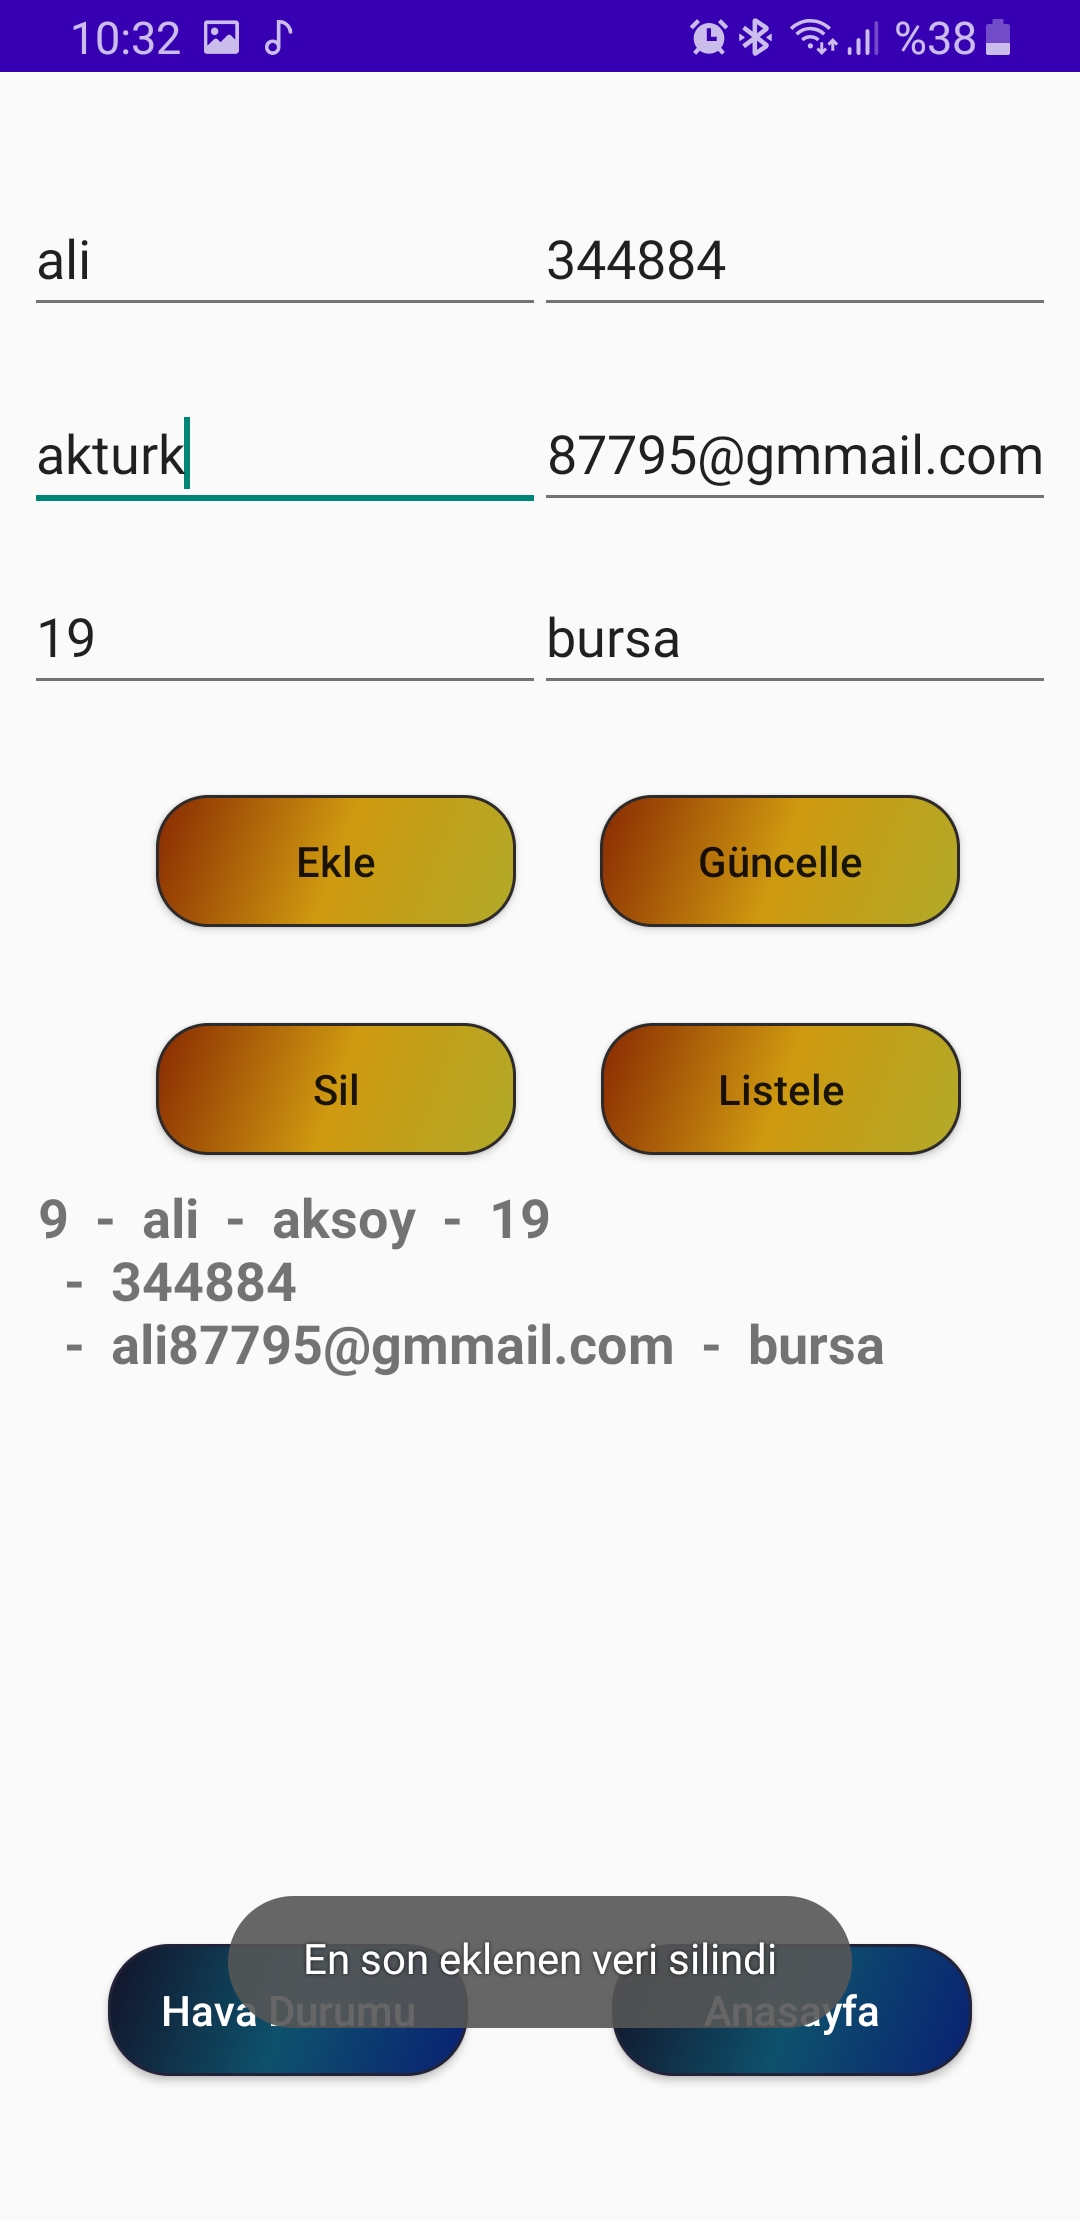 10:32 %38
ali 344884
akturk 87795@gmmail.com
19 bursa
Ekle Güncelle
Sil Listele
9 - ali - aksoy - 19
- 344884
- ali87795@gmmail.com - bursa
En son eklenen veri silindi
Hava Durumu Anasayfa